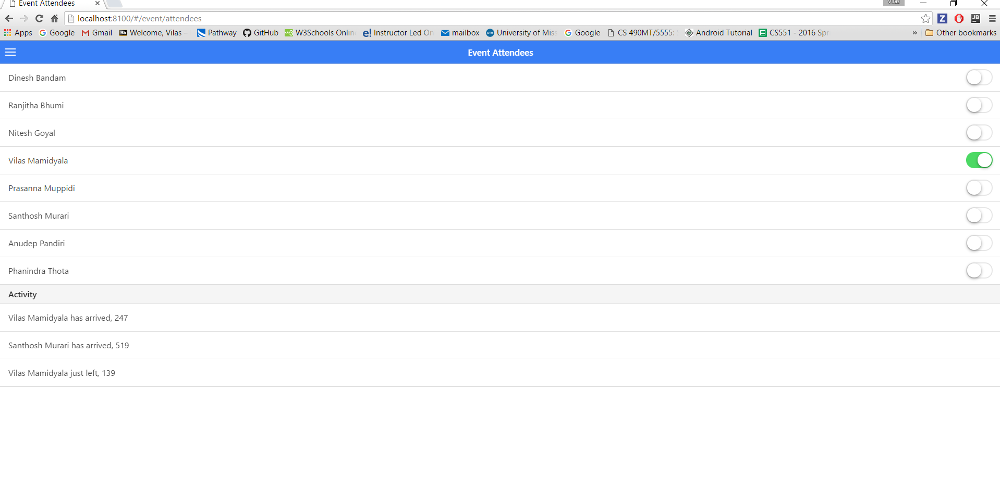 Event Attendees
Vilas
localhost:8100/#/event/attendees
Apps Google Gmail Bb Welcome, Vilas – Pathway GitHub W3Schools Onlin e! Instructor Led On mailbox University of Miss Google CS 490MT/5555: Android Tutorial CS551 - 2016 Spr » Other bookmarks
Event Attendees
Dinesh Bandam
Ranjitha Bhumi
Nitesh Goyal
Vilas Mamidyala
Prasanna Muppidi
Santhosh Murari
Anudep Pandiri
Phanindra Thota
Activity
Vilas Mamidyala has arrived, 247
Santhosh Murari has arrived, 519
Vilas Mamidyala just left, 139